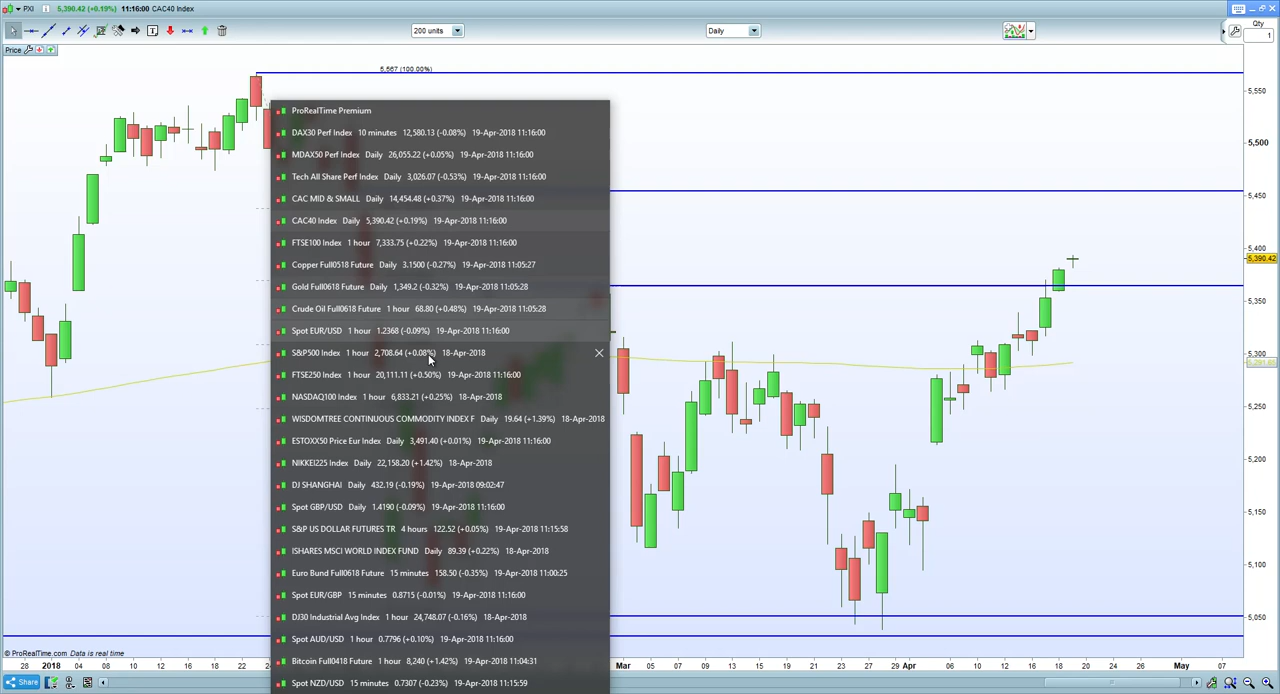 PXI 5,390.42 (+0.19%) 11:16:00 CAC40 Index
200 units
Daily
Qty
1
Price
5,567 (100.00%)
5,550
5,500
5,450
5,400
5,390.42
5,350
5,300
5,250
5,200
5,150
5,100
5,050
ProRealTime Premium
DAX30 Perf Index 10 minutes 12,580.13 (-0.08%) 19-Apr-2018 11:16:00
MDAX50 Perf Index Daily 26,055.22 (+0.05%) 19-Apr-2018 11:16:00
Tech All Share Perf Index Daily 3,026.07 (-0.53%) 19-Apr-2018 11:16:00
CAC MID & SMALL Daily 14,454.48 (+0.37%) 19-Apr-2018 11:16:00
CAC40 Index Daily 5,390.42 (+0.19%) 19-Apr-2018 11:16:00
FTSE100 Index 1 hour 7,333.75 (+0.22%) 19-Apr-2018 11:16:00
Copper Full0518 Future Daily 3.1500 (-0.27%) 19-Apr-2018 11:05:27
Gold Full0618 Future Daily 1,349.2 (-0.32%) 19-Apr-2018 11:05:28
Crude Oil Full0618 Future 1 hour 68.80 (+0.48%) 19-Apr-2018 11:05:28
Spot EUR/USD 1 hour 1.2368 (-0.09%) 19-Apr-2018 11:16:00
S&P500 Index 1 hour 2,708.64 (+0.08%) 18-Apr-2018
FTSE250 Index 1 hour 20,111.11 (+0.50%) 19-Apr-2018 11:16:00
NASDAQ100 Index 1 hour 6,833.21 (+0.25%) 18-Apr-2018
WISDOMTREE CONTINUOUS COMMODITY INDEX F Daily 19.64 (+1.39%) 18-Apr-2018
ESTOXX50 Price Eur Index Daily 3,491.40 (+0.01%) 19-Apr-2018 11:16:00
NIKKEI225 Index Daily 22,158.20 (+1.42%) 18-Apr-2018
DJ SHANGHAI Daily 432.19 (-0.19%) 19-Apr-2018 09:02:47
Spot GBP/USD Daily 1.4190 (-0.09%) 19-Apr-2018 11:16:00
S&P US DOLLAR FUTURES TR 4 hours 122.52 (+0.05%) 19-Apr-2018 11:15:58
ISHARES MSCI WORLD INDEX FUND Daily 89.39 (+0.22%) 18-Apr-2018
Euro Bund Full0618 Future 15 minutes 158.50 (-0.35%) 19-Apr-2018 11:00:25
Spot EUR/GBP 15 minutes 0.8715 (-0.01%) 19-Apr-2018 11:16:00
DJ30 Industrial Avg Index 1 hour 24,748.07 (-0.16%) 18-Apr-2018
Spot AUD/USD 1 hour 0.7796 (+0.10%) 19-Apr-2018 11:16:00
Bitcoin Full0418 Future 1 hour 8,240 (+1.42%) 19-Apr-2018 11:04:31
Spot NZD/USD 15 minutes 0.7307 (-0.23%) 19-Apr-2018 11:15:59
© ProRealTime.com Data is real time
28 2018 04 08 10 12 16 18 22 Mar 05 07 09 13 15 19 21 23 27 29 Apr 06 10 12 16 18 20 24 26 May 07
Share